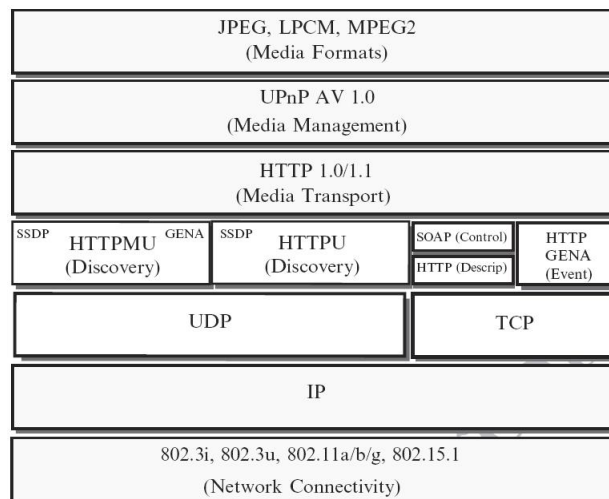 JPEG, LPCM, MPEG2
(Media Formats)
UPnP AV 1.0
(Media Management)
HTTP 1.0/1.1
(Media Transport)
SSDP HTTPMU GENA
(Discovery)
SSDP HTTPU
(Discovery)
SOAP (Control)
HTTP (Descrip)
HTTP
GENA
(Event)
UDP
TCP
IP
802.3i, 802.3u, 802.11a/b/g, 802.15.1
(Network Connectivity)